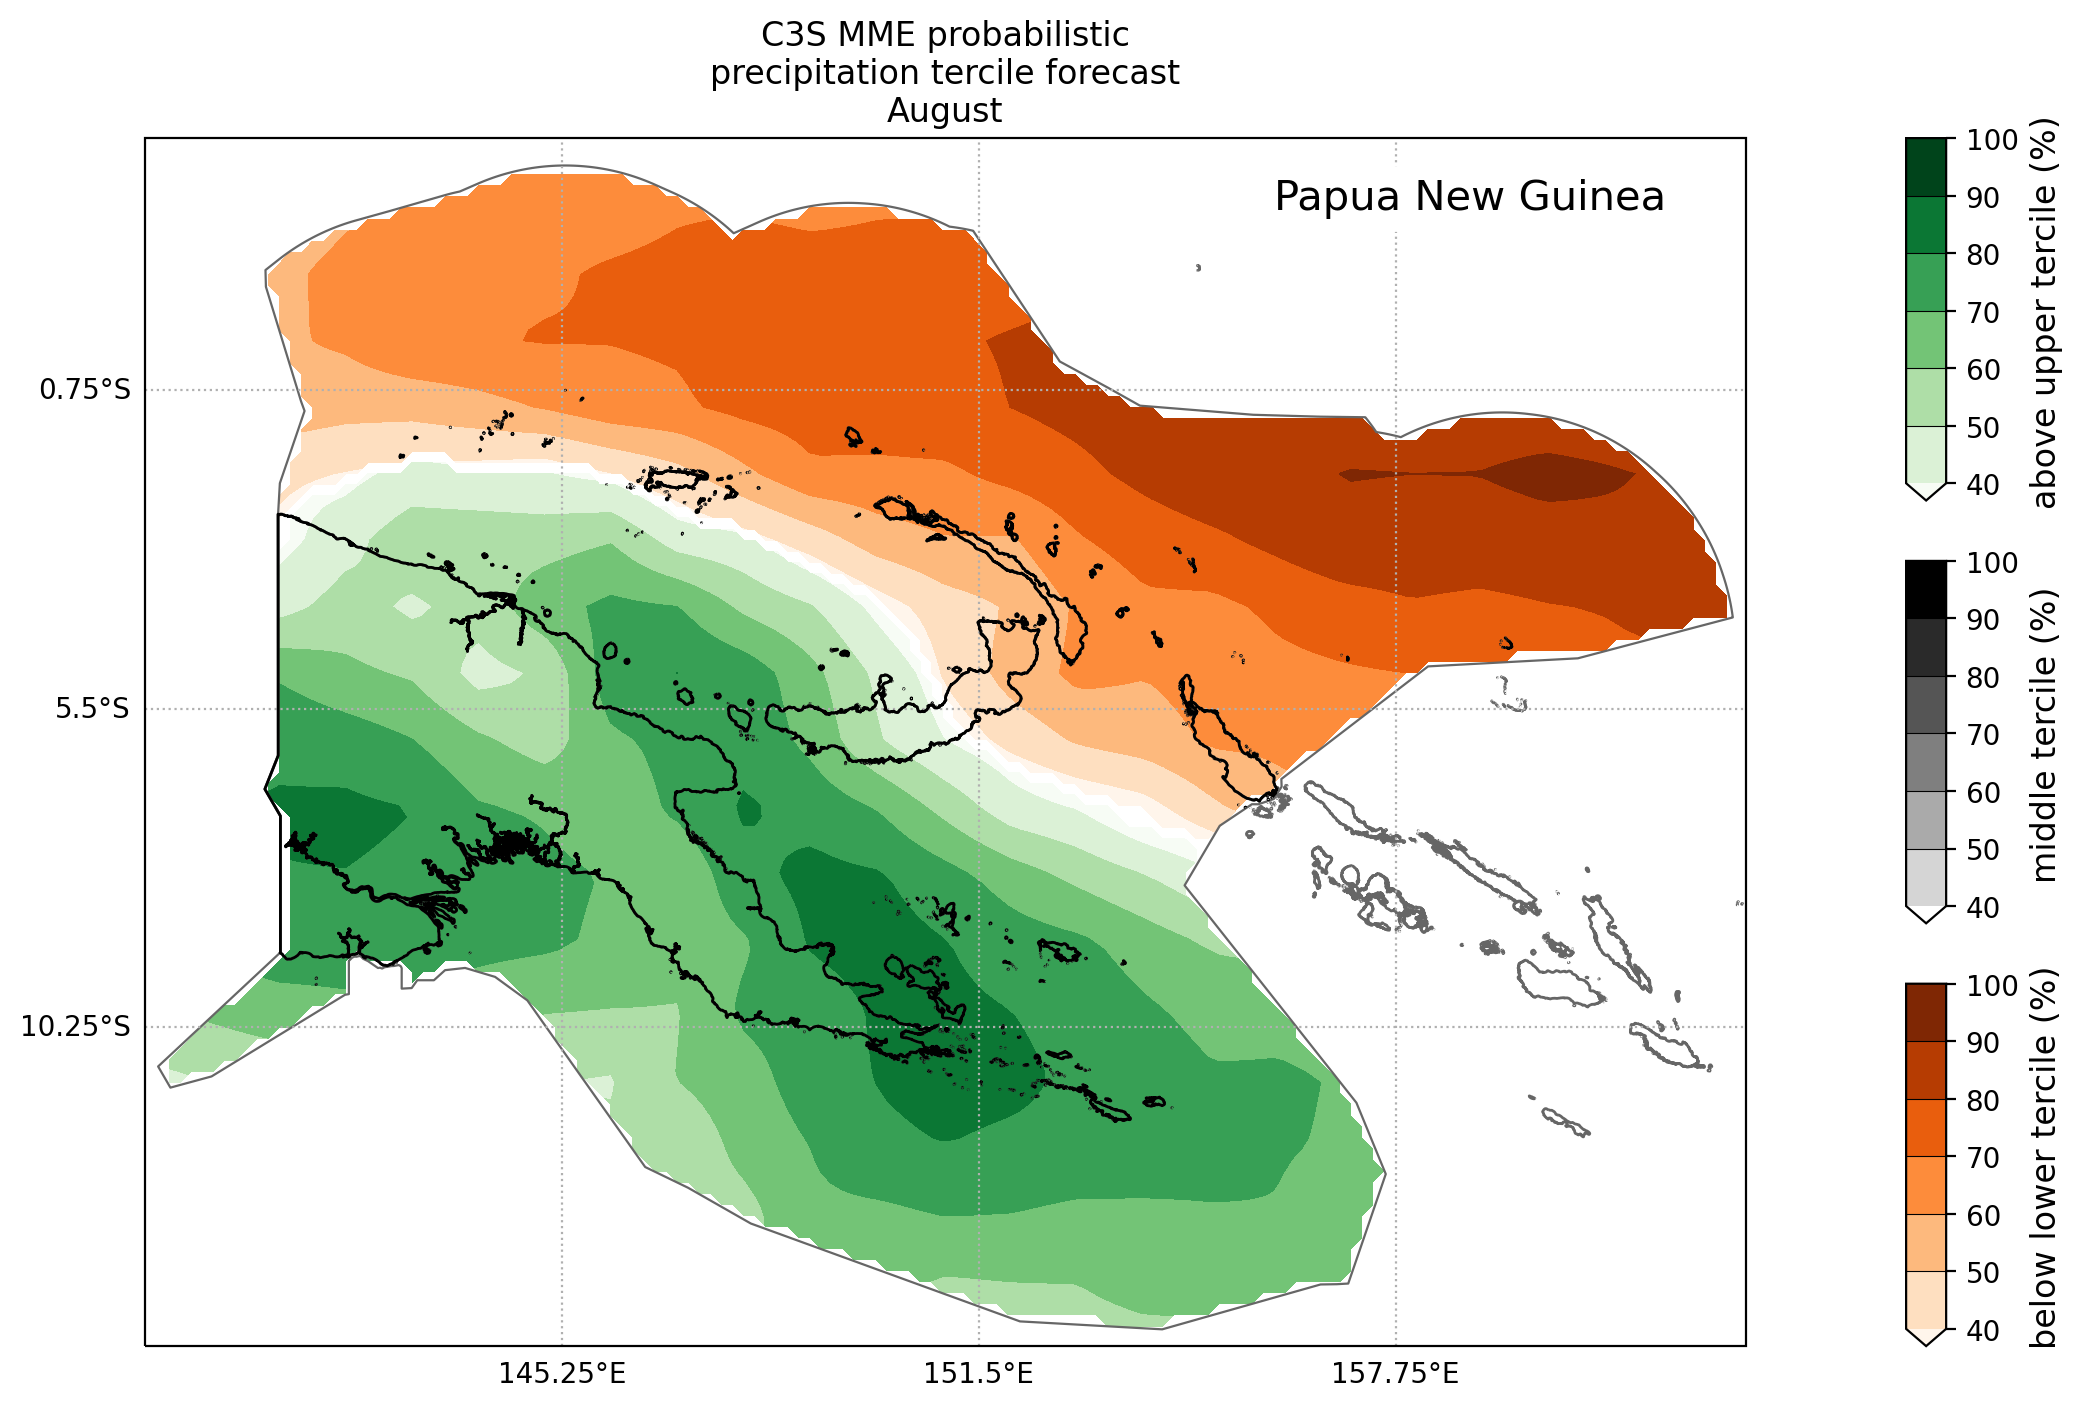 C3S MME probabilistic
precipitation tercile forecast
August
Papua New Guinea
0.75°S
5.5°S
10.25°S
145.25°E
151.5°E
157.75°E
100
90
80
70
60
50
40
above upper tercile (%)
100
90
80
70
60
50
40
middle tercile (%)
100
90
80
70
60
50
40
below lower tercile (%)